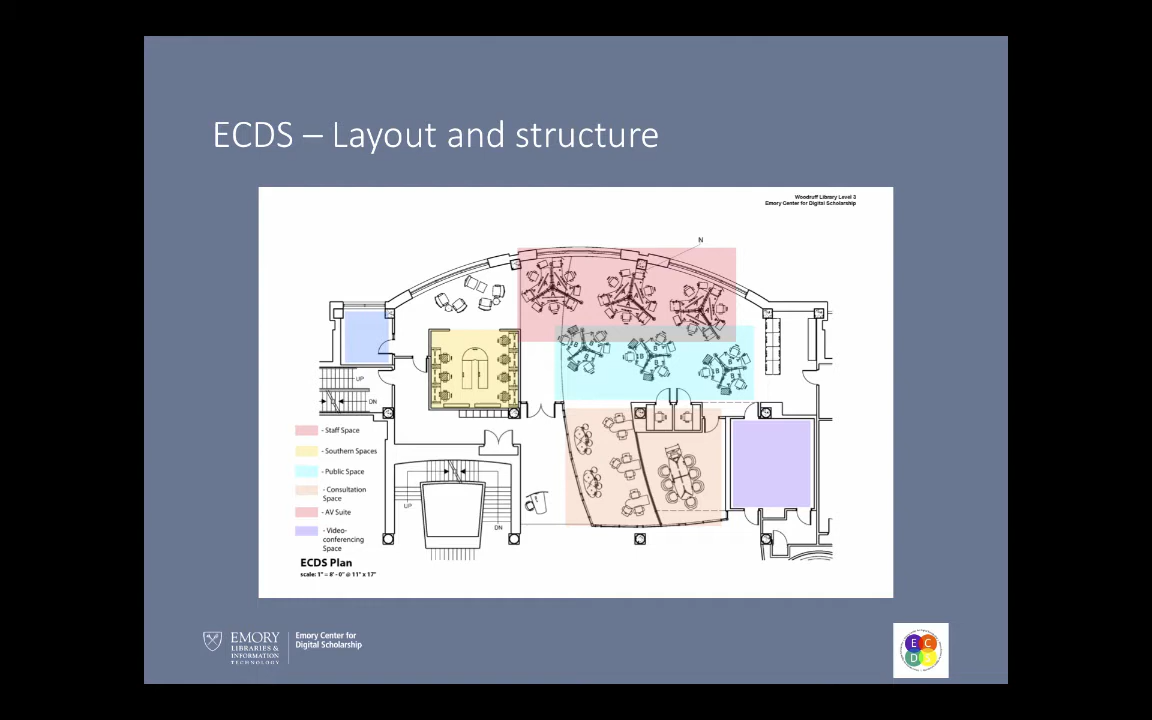 ECDS – Layout and structure
Woodruff Library Level 3
Emory Center for Digital Scholarship
N
UP
DN
- Staff Space
- Southern Spaces
- Public Space
- Consultation
Space
- AV Suite
- Video-
conferencing
Space
UP
DN
ECDS Plan
scale: 1" = 8' - 0" @ 11" x 17"
EMORY
LIBRARIES &
INFORMATION
TECHNOLOGY
Emory Center for
Digital Scholarship
E C
D S